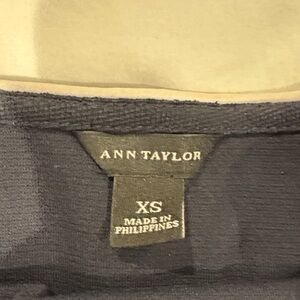 ANN TAYLOR
XS
MADE IN
PHILIPPINES